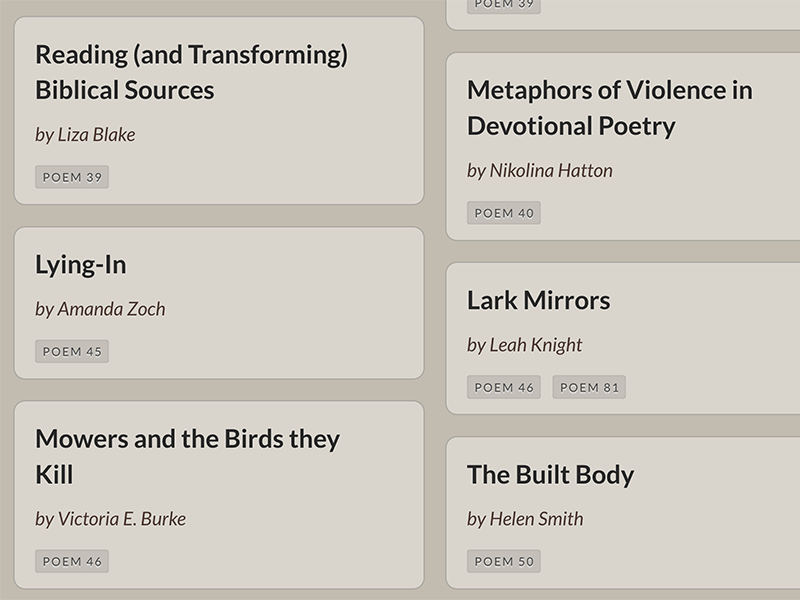 Reading (and Transforming)
Biblical Sources
by Liza Blake
POEM 39
Lying-In
by Amanda Zoch
POEM 45
Mowers and the Birds they
Kill
by Victoria E. Burke
POEM 46
POEM 39
Metaphors of Violence in
Devotional Poetry
by Nikolina Hatton
POEM 40
Lark Mirrors
by Leah Knight
POEM 46 POEM 81
The Built Body
by Helen Smith
POEM 50